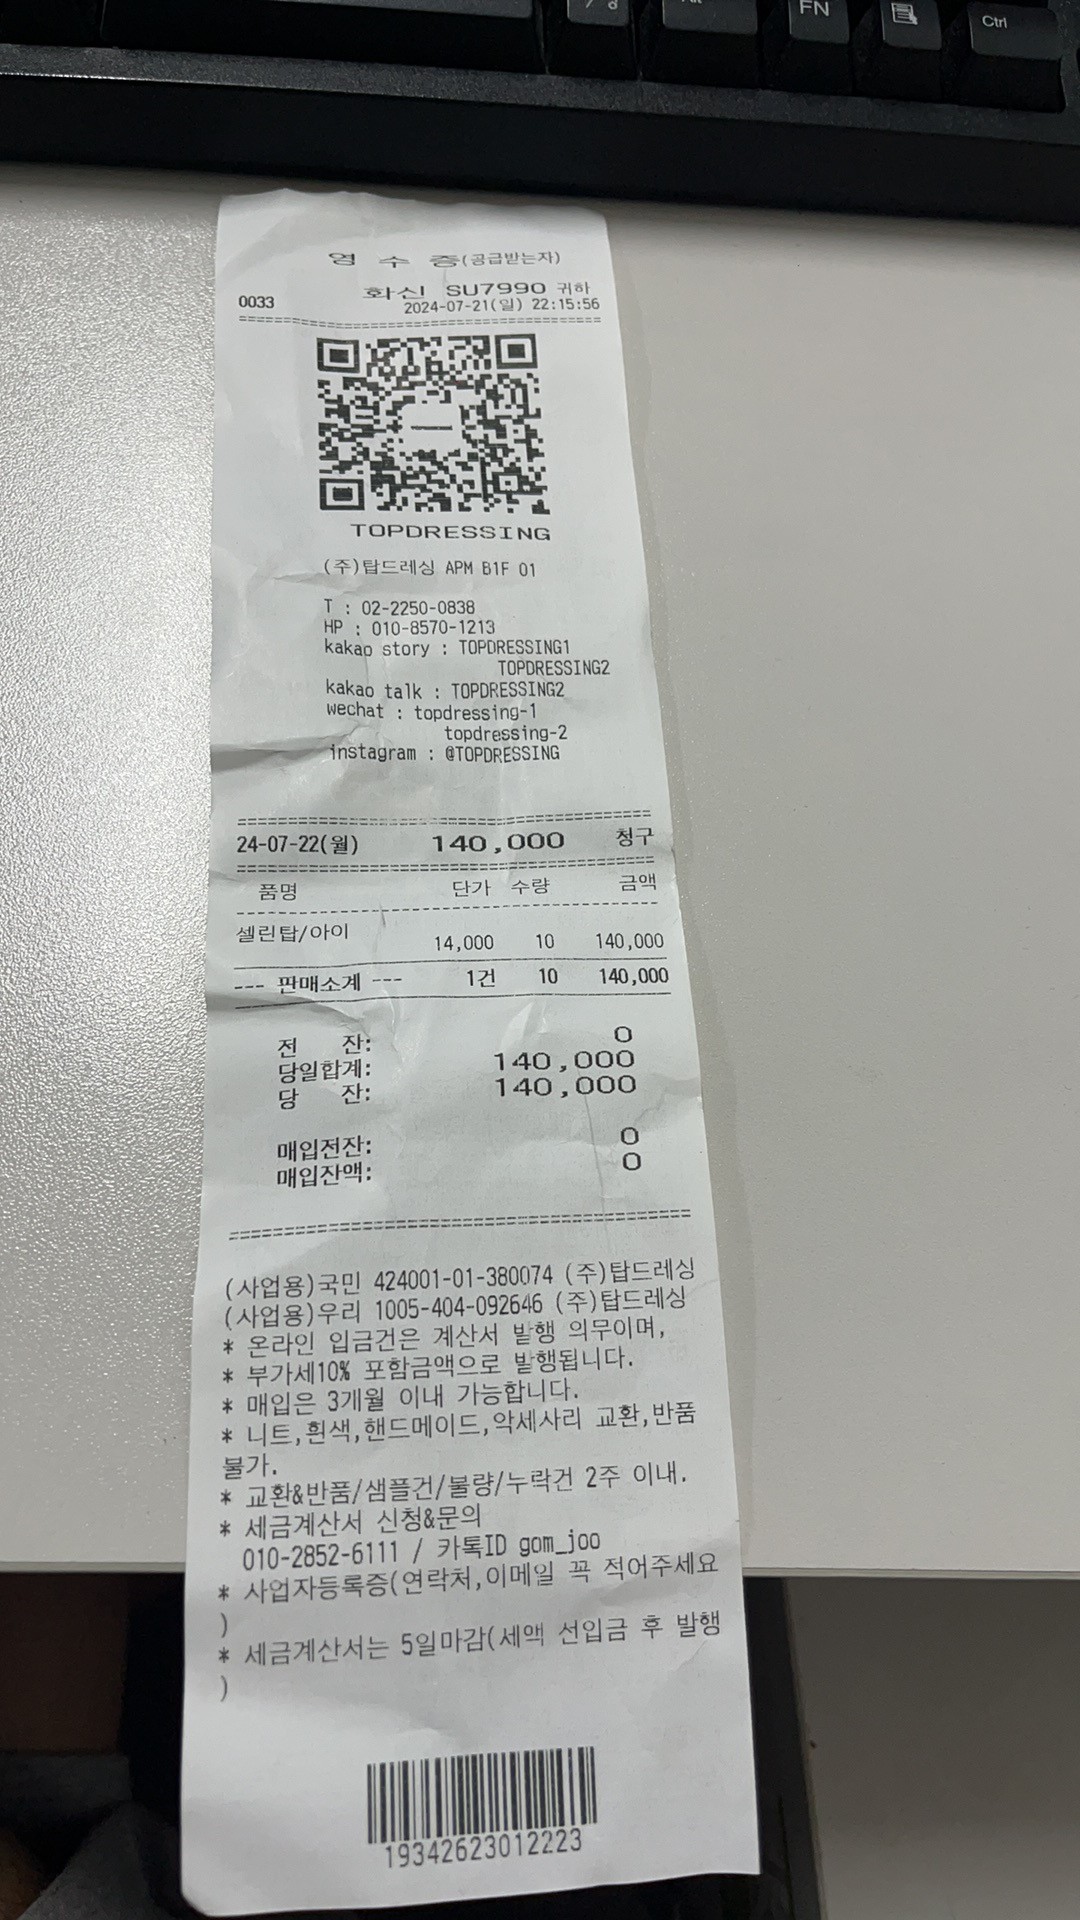 Alt
FN
Ctrl
영 수 증(공급받는자)
화신 SU7990 귀하
0033
2024-07-21(일) 22:15:56
TOPDRESSING
(주)탑드레싱 APM B1F 01
T : 02-2250-0838
HP : 010-8570-1213
kakao story : TOPDRESSING1
TOPDRESSING2
kakao talk : TOPDRESSING2
wechat : topdressing-1
topdressing-2
instagram : @TOPDRESSING
24-07-22(월) 140,000 청구
품명 단가 수량 금액
셀린탑/아이
14,000 10 140,000
--- 판매소계 --- 1건 10 140,000
전 잔: 0
당일합계: 140,000
당 잔: 140,000
매입전잔: 0
매입잔액: 0
(사업용)국민 424001-01-380074 (주)탑드레싱
(사업용)우리 1005-404-092646 (주)탑드레싱
* 온라인 입금건은 계산서 발행 의무이며,
* 부가세10% 포함금액으로 발행됩니다.
* 매입은 3개월 이내 가능합니다.
* 니트,흰색,핸드메이드,악세사리 교환,반품
불가.
* 교환&반품/샘플건/불량/누락건 2주 이내.
* 세금계산서 신청&문의
010-2852-6111 / 카톡ID gom_joo
* 사업자등록증(연락처,이메일 꼭 적어주세요
)
* 세금계산서는 5일마감(세액 선입금 후 발행
)
19342623012223